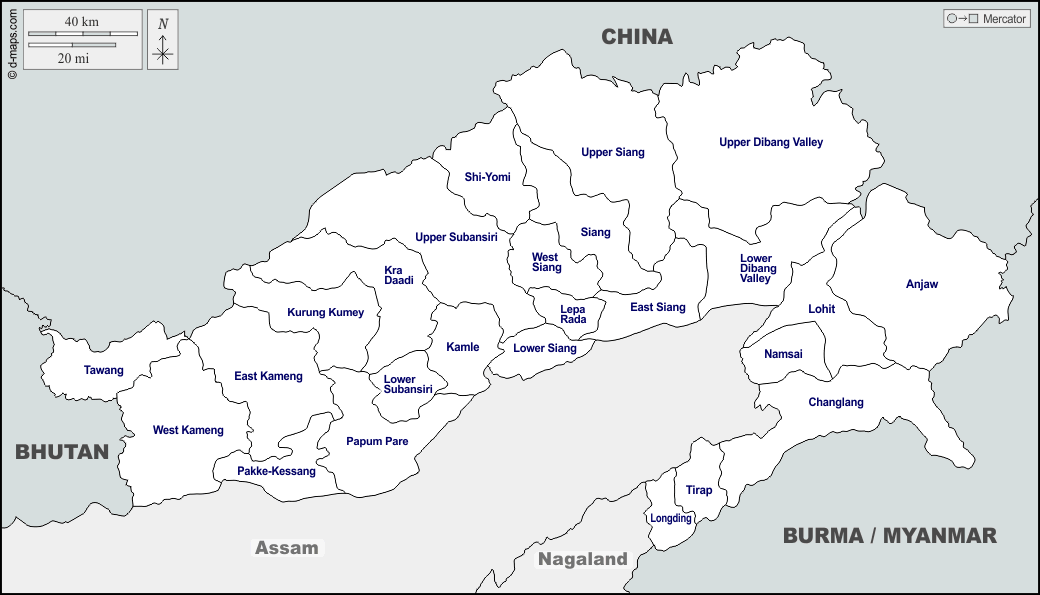 © d-maps.com
40 km
20 mi
N
Mercator
CHINA
Upper Siang
Upper Dibang Valley
Shi-Yomi
Upper Subansiri
Siang
West
Siang
Lower
Dibang
Valley
Anjaw
Kra
Daadi
Kurung Kumey
Lepa
Rada
East Siang
Lohit
Kamle
Lower Siang
Namsai
Tawang
East Kameng
Lower
Subansiri
Changlang
West Kameng
Papum Pare
BHUTAN
Pakke-Kessang
Tirap
Longding
BURMA / MYANMAR
Assam
Nagaland